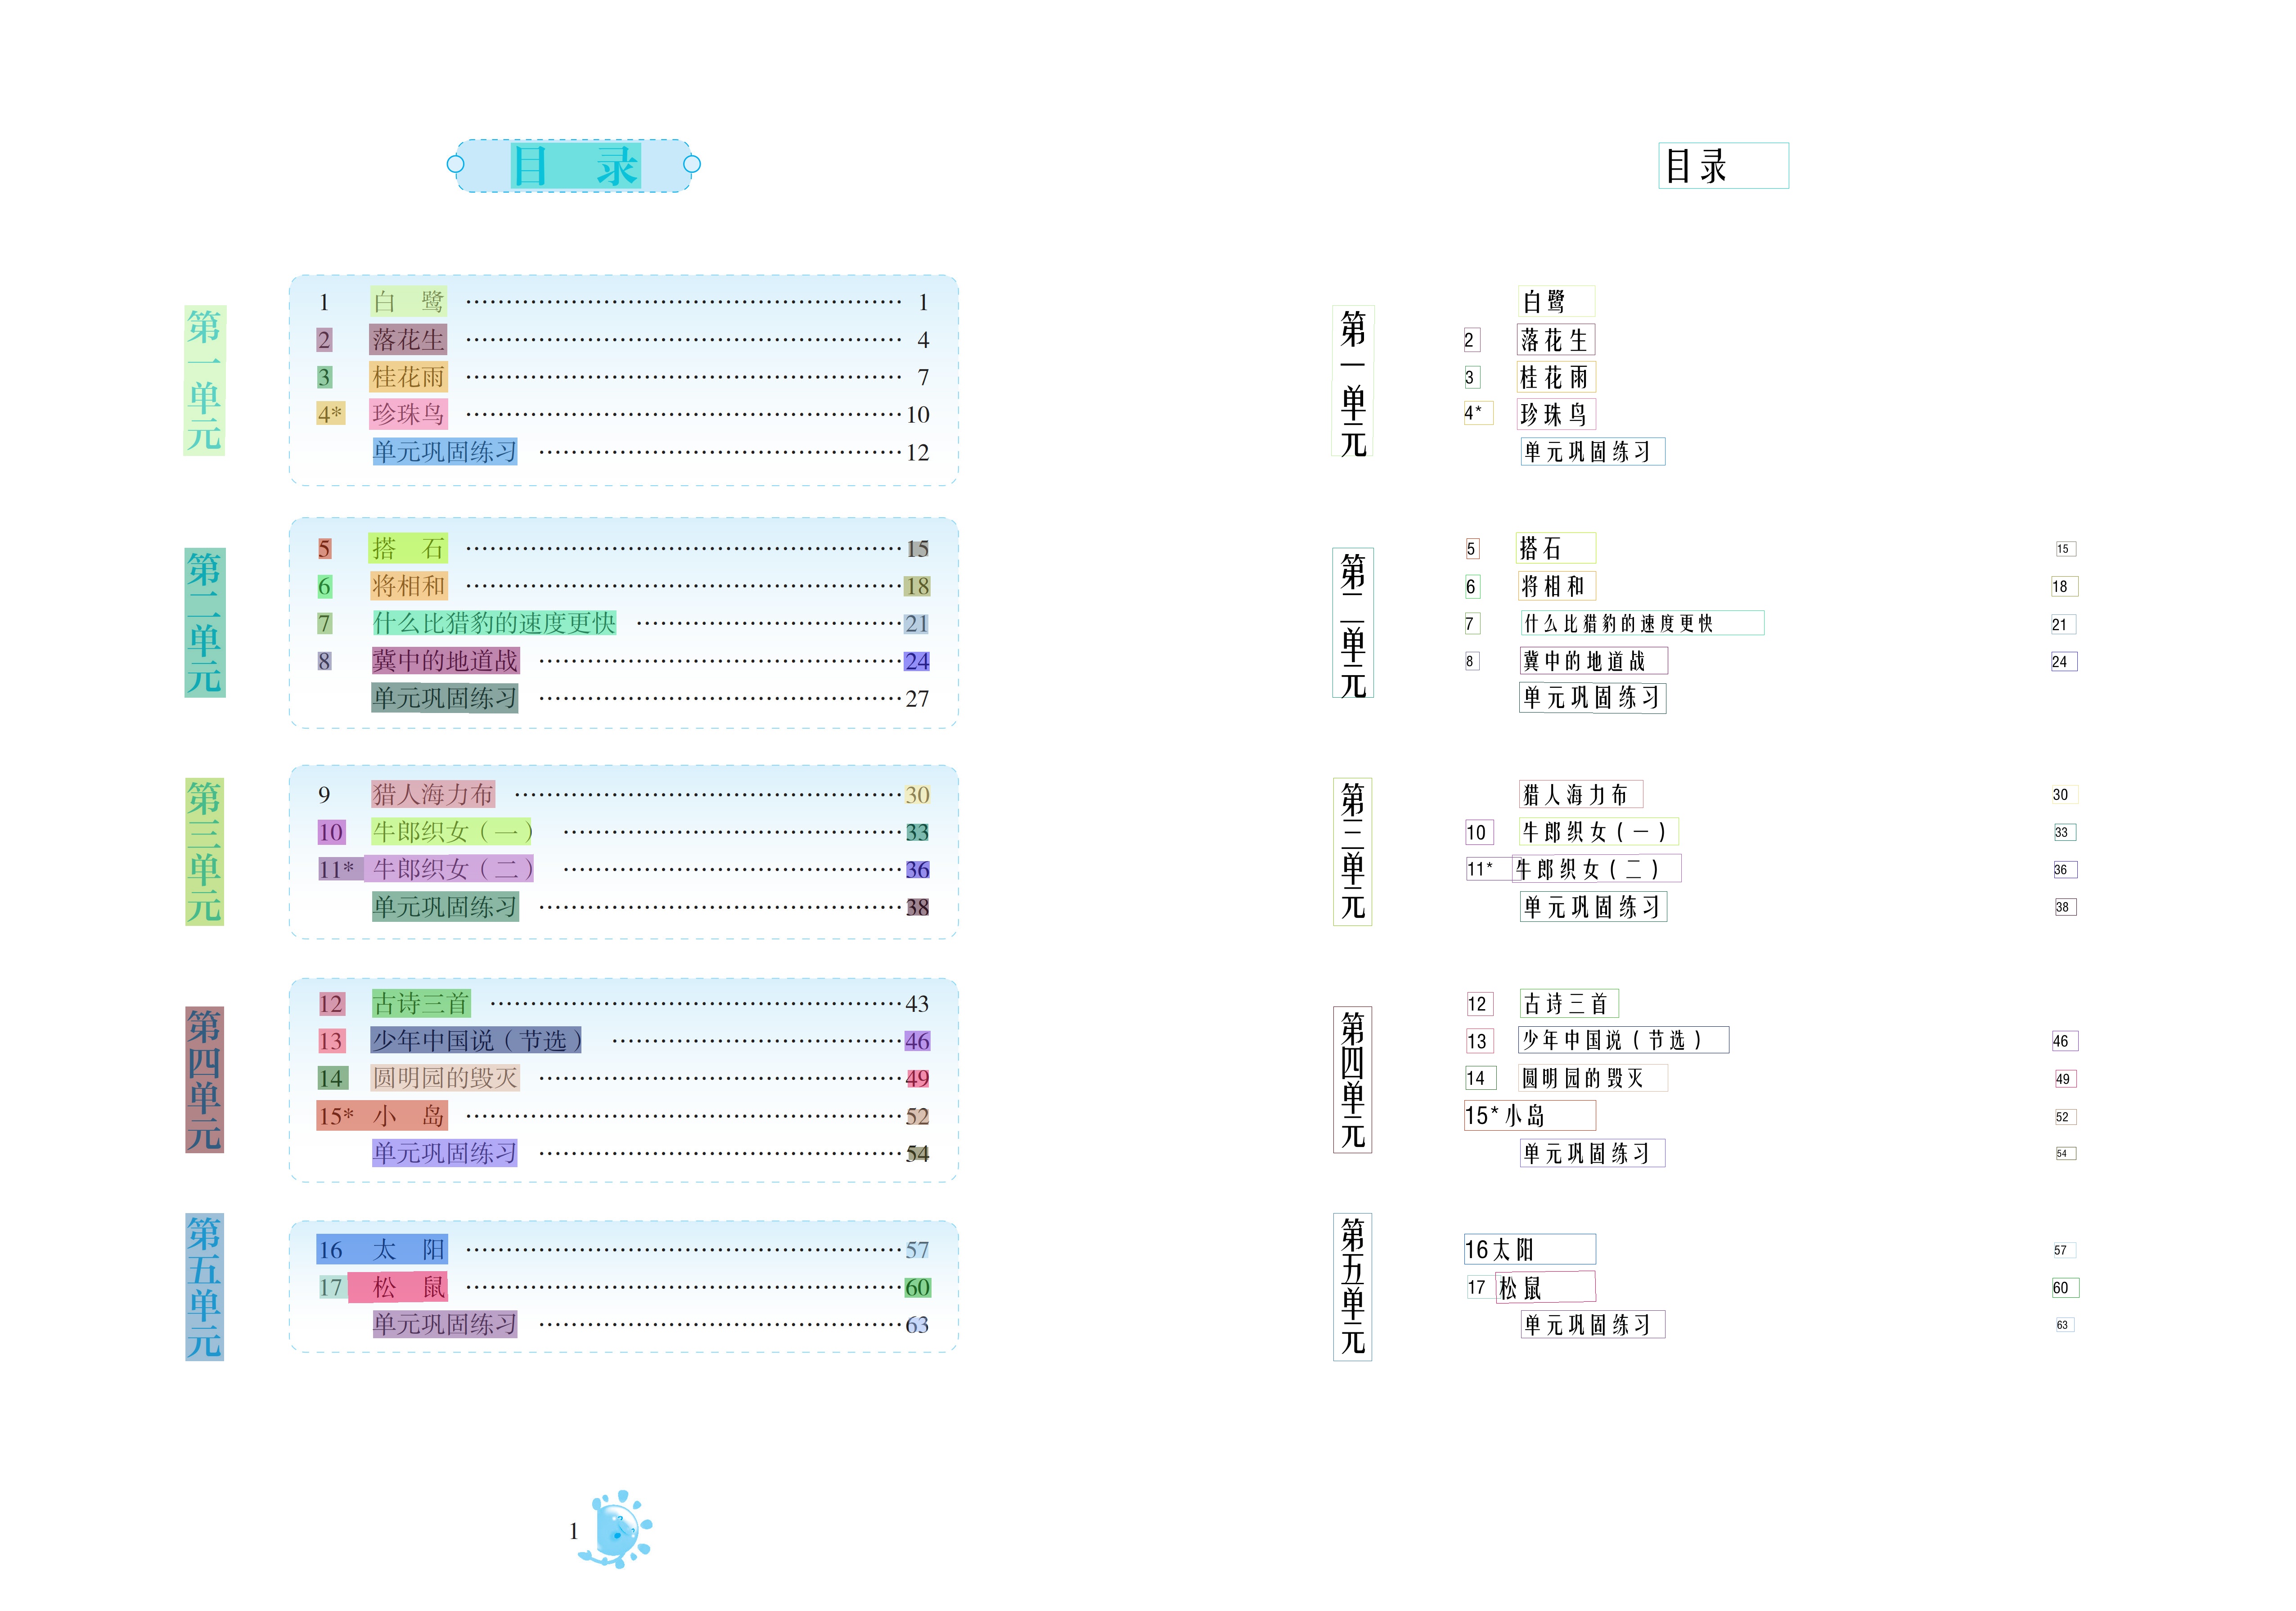 目 录
第一单元
1 白 鹭 …… 1
2 落花生 …… 4
3 桂花雨 …… 7
4* 珍珠鸟 …… 10
单元巩固练习 …… 12
第二单元
5 搭 石 …… 15
6 将相和 …… 18
7 什么比猎豹的速度更快 …… 21
8 冀中的地道战 …… 24
单元巩固练习 …… 27
第三单元
9 猎人海力布 …… 30
10 牛郎织女（一） …… 33
11* 牛郎织女（二） …… 36
单元巩固练习 …… 38
第四单元
12 古诗三首 …… 43
13 少年中国说（节选） …… 46
14 圆明园的毁灭 …… 49
15* 小 岛 …… 52
单元巩固练习 …… 54
第五单元
16 太 阳 …… 57
17 松 鼠 …… 60
单元巩固练习 …… 63
1
目录
第一单元
白鹭
2 落花生
3 桂花雨
4* 珍珠鸟
单元巩固练习
第二单元
5 搭石 15
6 将相和 18
7 什么比猎豹的速度更快 21
8 冀中的地道战 24
单元巩固练习
第三单元
猎人海力布 30
10 牛郎织女(一) 33
11* 牛郎织女(二) 36
单元巩固练习 38
第四单元
12 古诗三首
13 少年中国说(节选) 46
14 圆明园的毁灭 49
15*小岛 52
单元巩固练习 54
第五单元
16太阳 57
17 松鼠 60
单元巩固练习 63